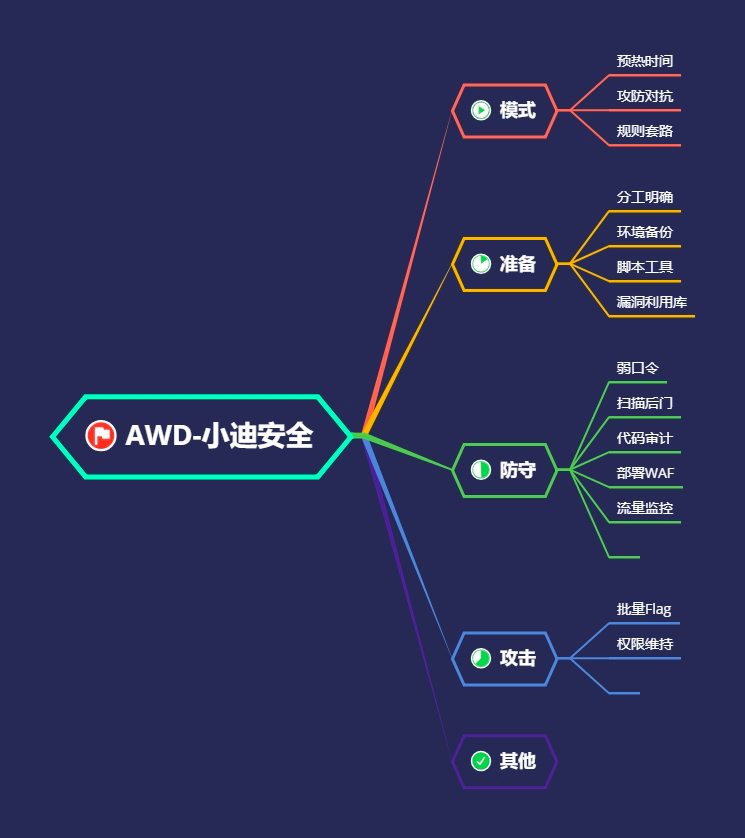 AWD-小迪安全
模式
预热时间
攻防对抗
规则套路
准备
分工明确
环境备份
脚本工具
漏洞利用库
防守
弱口令
扫描后门
代码审计
部署WAF
流量监控
攻击
批量Flag
权限维持
其他